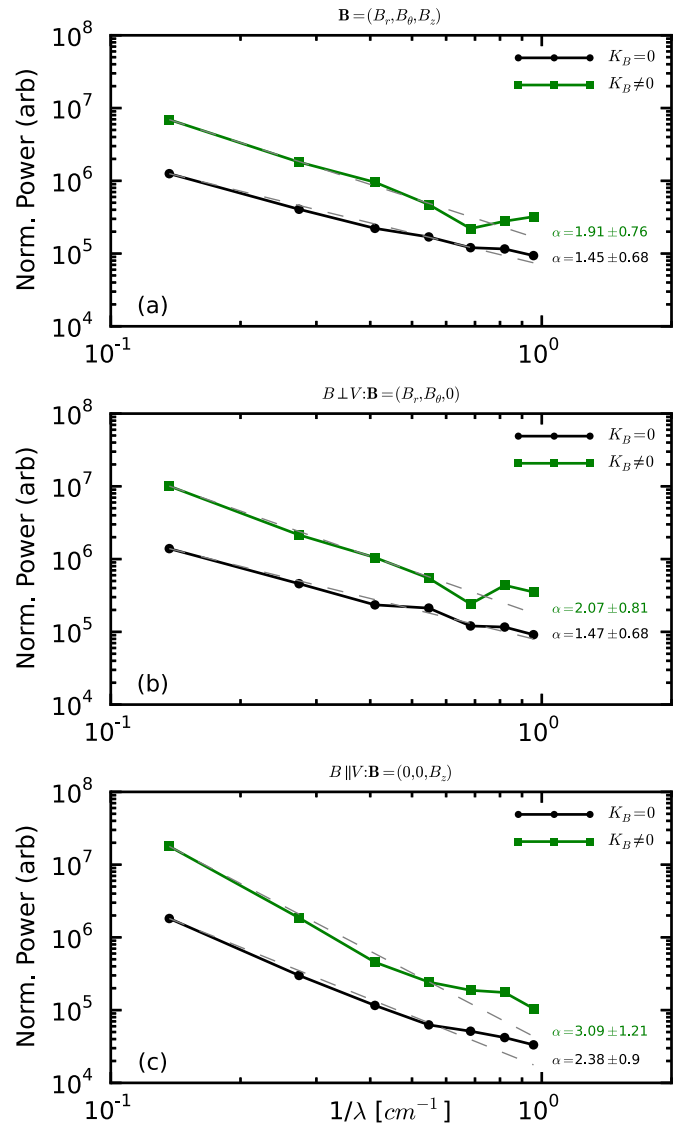 𝐁=(B_r,B_θ,B_z)
10^8
K_B=0
K_B≠0
10^7
10^6
Norm. Power (arb)
α=1.91±0.76
10^5
α=1.45±0.68
(a)
10^4
10^-1
10^0
B⊥V:𝐁=(B_r,B_θ,0)
10^8
K_B=0
K_B≠0
10^7
10^6
Norm. Power (arb)
α=2.07±0.81
10^5
α=1.47±0.68
(b)
10^4
10^-1
10^0
B∥V:𝐁=(0,0,B_z)
10^8
K_B=0
K_B≠0
10^7
10^6
Norm. Power (arb)
10^5
α=3.09±1.21
(c)
α=2.38±0.9
10^4
10^-1
1/λ [cm^-1]
10^0